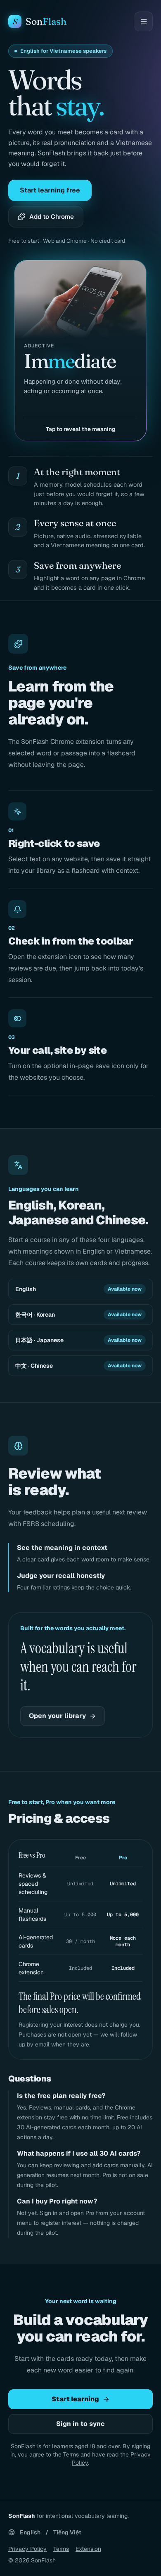 S SonFlash
English for Vietnamese speakers
Words
that stay.
Every word you meet becomes a card with a
picture, its real pronunciation and a Vietnamese
meaning. SonFlash brings it back just before
you would forget it.
Start learning free
Add to Chrome
Free to start · Web and Chrome · No credit card
ADJECTIVE
Immediate
Happening or done without delay;
acting or occurring at once.
Tap to reveal the meaning
1
At the right moment
A memory model schedules each word
just before you would forget it, so a few
minutes a day is enough.
2
Every sense at once
Picture, native audio, stressed syllable
and a Vietnamese meaning on one card.
3
Save from anywhere
Highlight a word on any page in Chrome
and it becomes a card in one click.
Save from anywhere
Learn from the
page you're
already on.
The SonFlash Chrome extension turns any
selected word or passage into a flashcard
without leaving the page.
01
Right-click to save
Select text on any website, then save it straight
into your library as a flashcard with context.
02
Check in from the toolbar
Open the extension icon to see how many
reviews are due, then jump back into today's
session.
03
Your call, site by site
Turn on the optional in-page save icon only for
the websites you choose.
Languages you can learn
English, Korean,
Japanese and Chinese.
Start a course in any of these four languages,
with meanings shown in English or Vietnamese.
Each course keeps its own cards and progress.
English Available now
한국어 · Korean Available now
日本語 · Japanese Available now
中文 · Chinese Available now
Review what
is ready.
Your feedback helps plan a useful next review
with FSRS scheduling.
See the meaning in context
A clear card gives each word room to make sense.
Judge your recall honestly
Four familiar ratings keep the choice quick.
Built for the words you actually meet.
A vocabulary is useful
when you can reach for
it.
Open your library →
Free to start, Pro when you want more
Pricing & access
Free vs Pro Free Pro
Reviews &
spaced
scheduling
Unlimited Unlimited
Manual
flashcards
Up to 5,000 Up to 5,000
AI-generated
cards
30 / month More each
month
Chrome
extension
Included Included
The final Pro price will be confirmed
before sales open.
Registering your interest does not charge you.
Purchases are not open yet — we will follow
up by email when they are.
Questions
Is the free plan really free?
Yes. Reviews, manual cards, and the Chrome
extension stay free with no time limit. Free includes
30 AI-generated cards each month, up to 20 AI
actions a day.
What happens if I use all 30 AI cards?
You can keep reviewing and add cards manually. AI
generation resumes next month. Pro is not on sale
during the pilot.
Can I buy Pro right now?
Not yet. Sign in and open Pro from your account
menu to register interest — nothing is charged
during the pilot.
Your next word is waiting
Build a vocabulary
you can reach for.
Start with the cards ready today, then make
each new word easier to find again.
Start learning →
Sign in to sync
SonFlash is for learners aged 18 and over. By signing
in, you agree to the Terms and have read the Privacy
Policy.
SonFlash for intentional vocabulary learning.
English / Tiếng Việt
Privacy Policy Terms Extension
© 2026 SonFlash